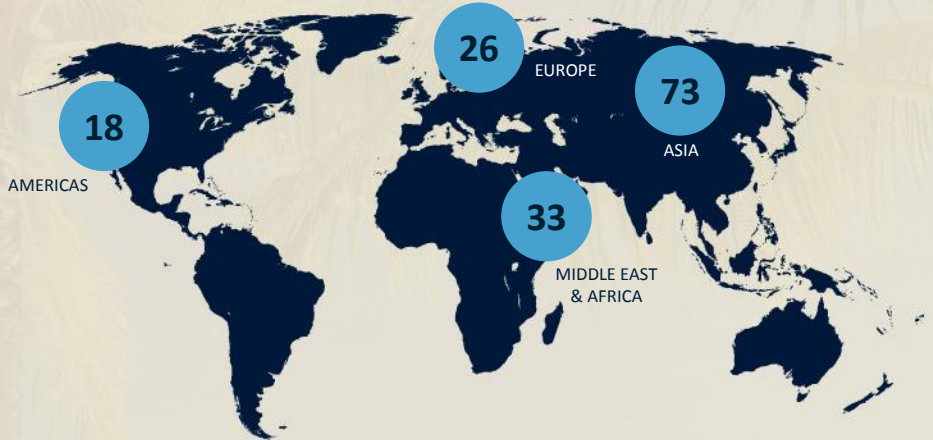 26
EUROPE
73
ASIA
18
AMERICAS
33
MIDDLE EAST
& AFRICA